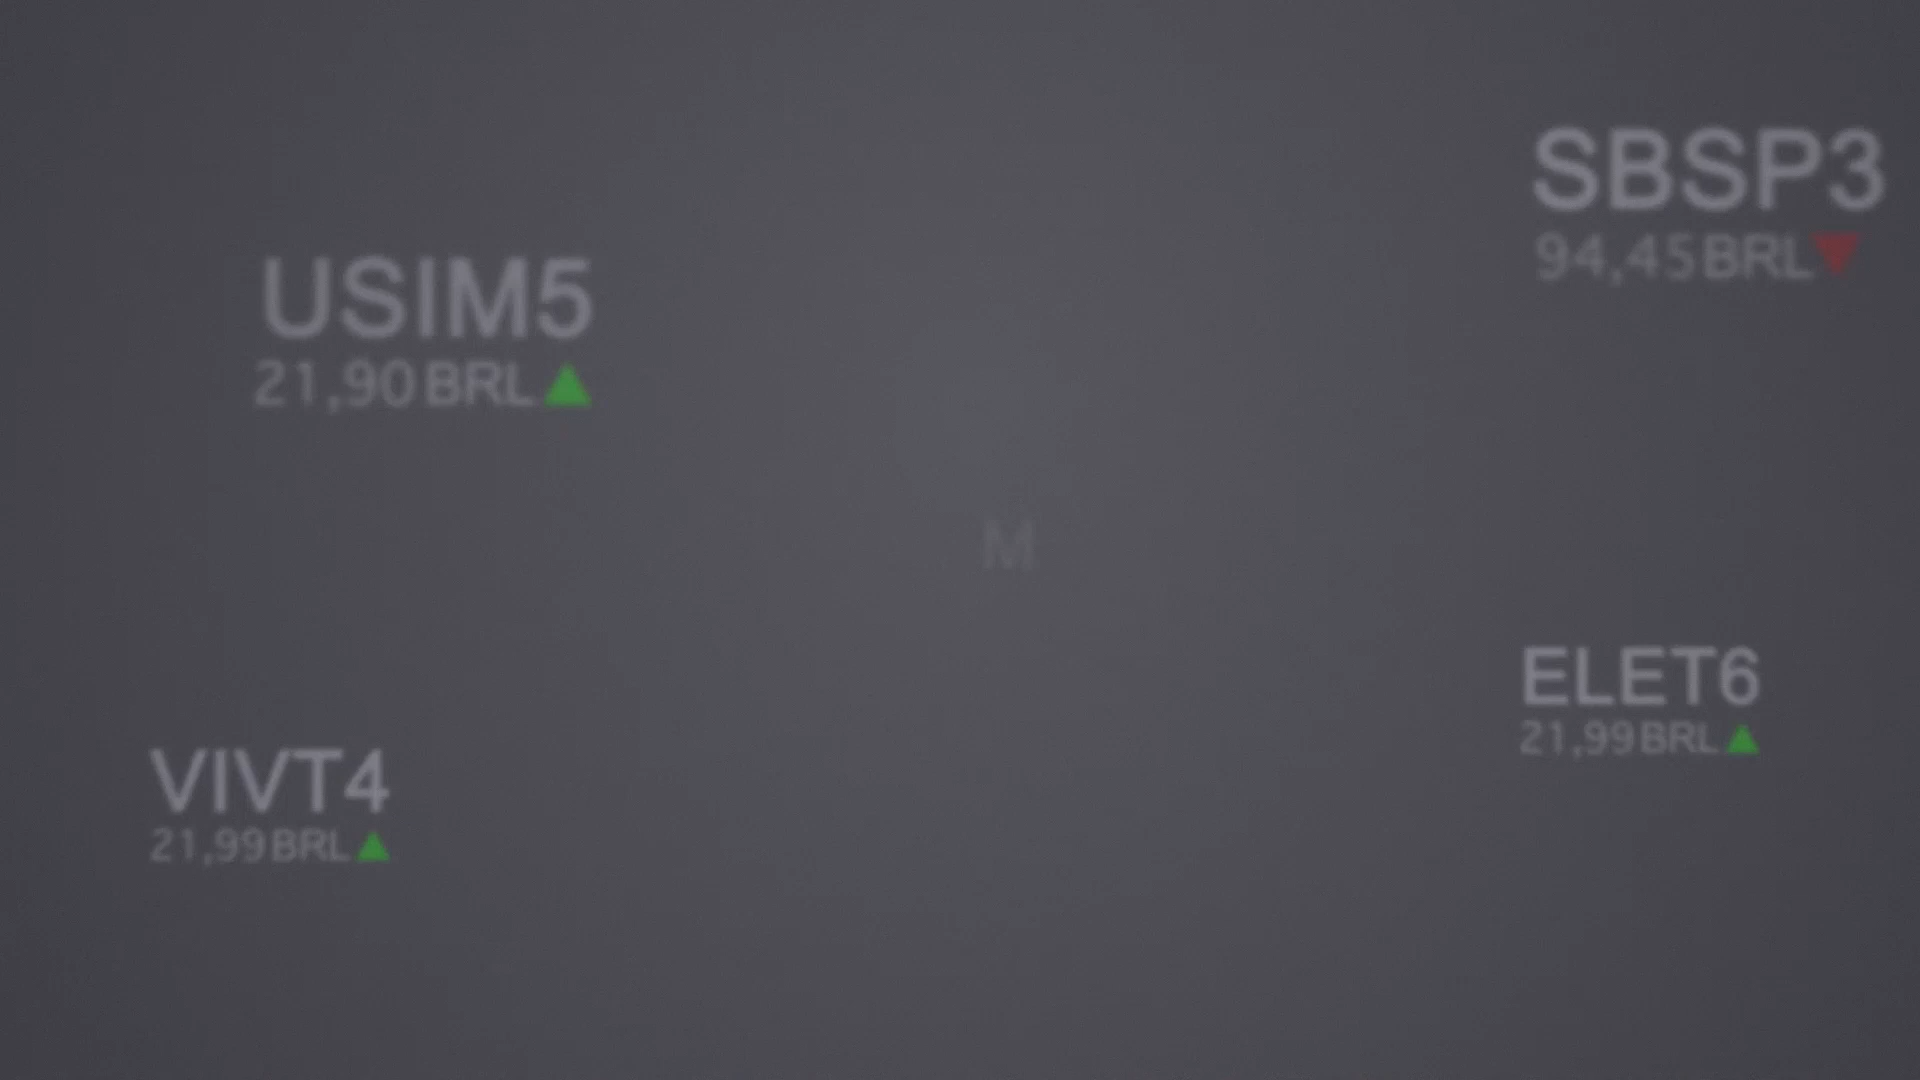 SBSP3
94,45 BRL
USIM5
21,90 BRL
M
ELET6
21,99 BRL
VIVT4
21,99 BRL